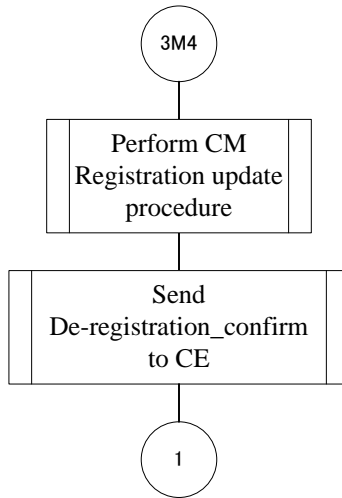 3M4
Perform CM
Registration update
procedure
Send
De-registration_confirm
to CE
1